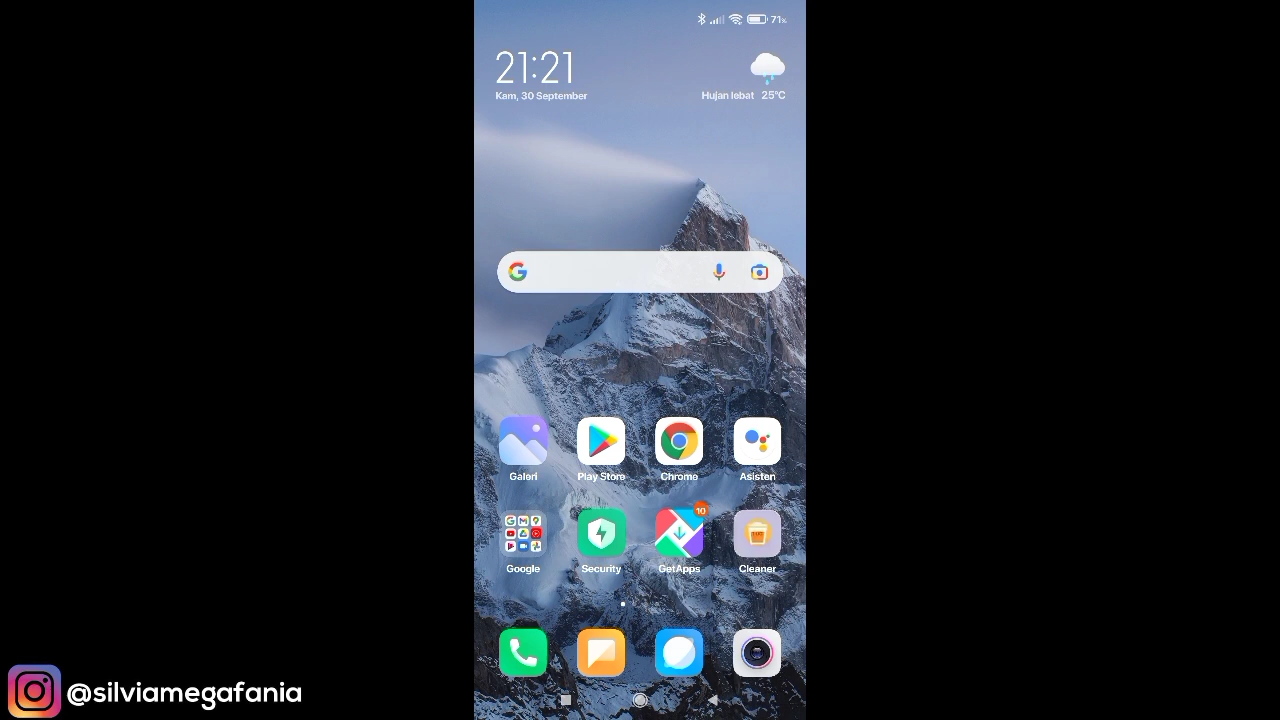 71%
21:21
Kam, 30 September
Hujan lebat 25°C
Galeri
Play Store
Chrome
Asisten
10
Google
Security
GetApps
Cleaner
@silviamegafania